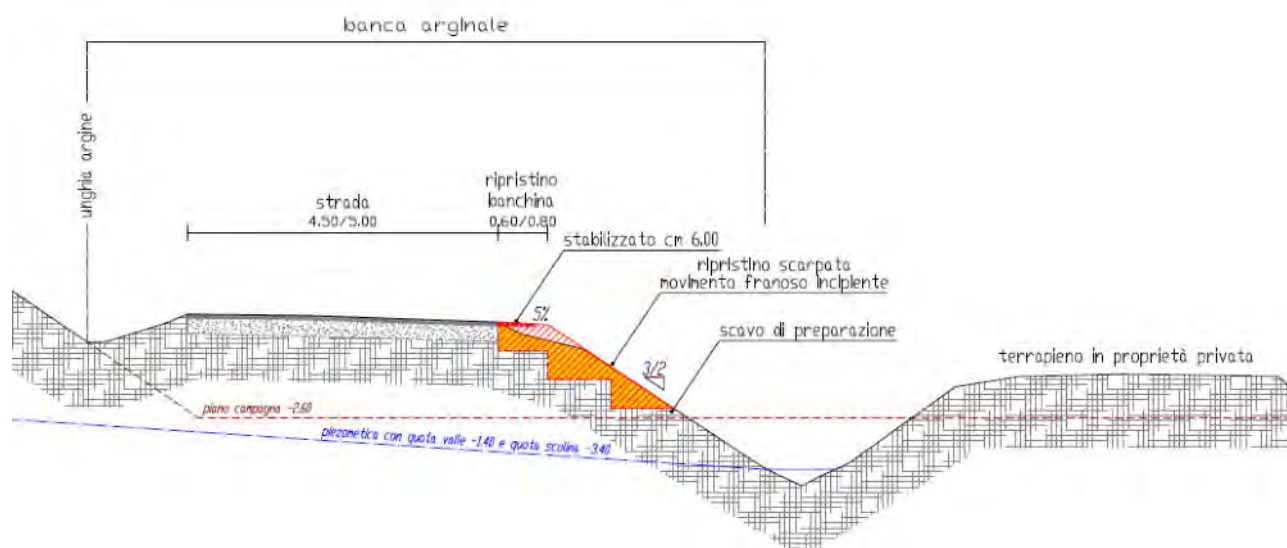 banca arginale
unghia argine
strada
4.50/5.00
ripristino
banchina
0.60/0.80
stabilizzato cm 6.00
ripristino scarpata
movimento franoso incipiente
5%
scavo di preparazione
3/2
terrapieno in proprietà privata
piano campagna -2.60
piezometica con quota valle -1.40 e quota scolina -3.40